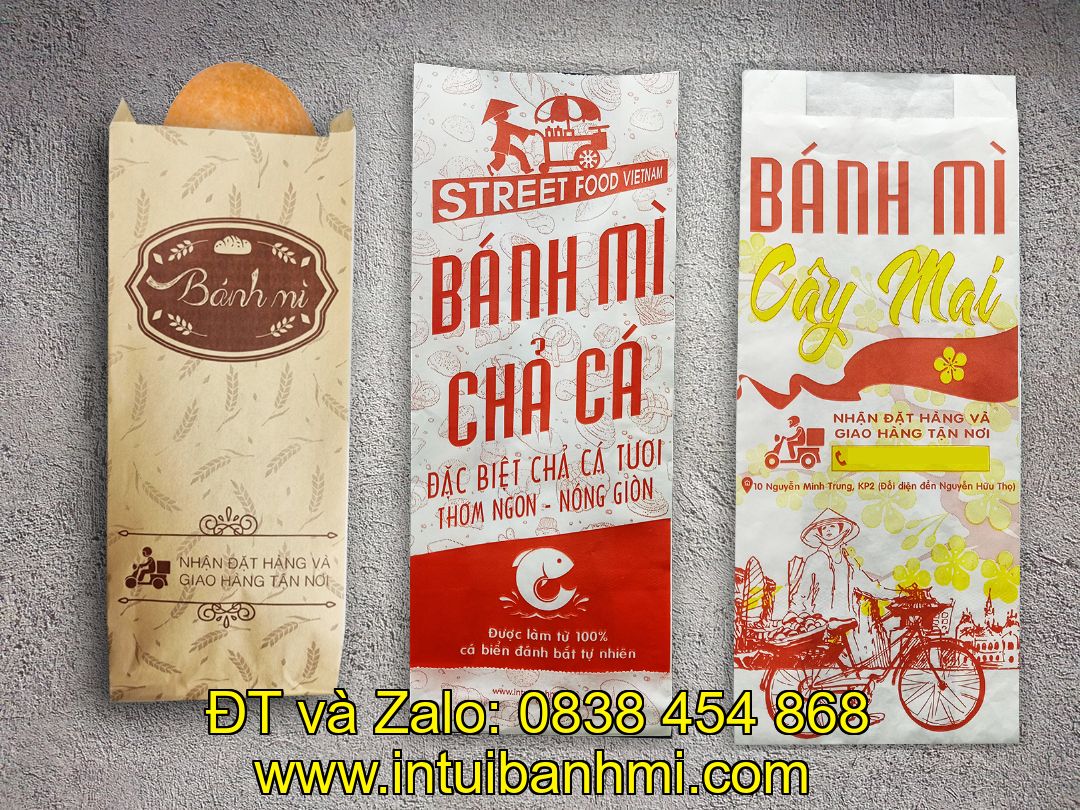 Bánh mì
NHẬN ĐẶT HÀNG VÀ
GIAO HÀNG TẬN NƠI
STREET FOOD VIETNAM
BÁNH MÌ
CHẢ CÁ
ĐẶC BIỆT CHẢ CÁ TƯƠI
THƠM NGON - NÓNG GIÒN
Được làm từ 100%
cá biển đánh bắt tự nhiên
BÁNH MÌ
Cây Mai
NHẬN ĐẶT HÀNG VÀ
GIAO HÀNG TẬN NƠI
10 Nguyễn Minh Trung, KP2 (Đối diện đền Nguyễn Hữu Thọ)
ĐT và Zalo: 0838 454 868
www.intuibanhmi.com